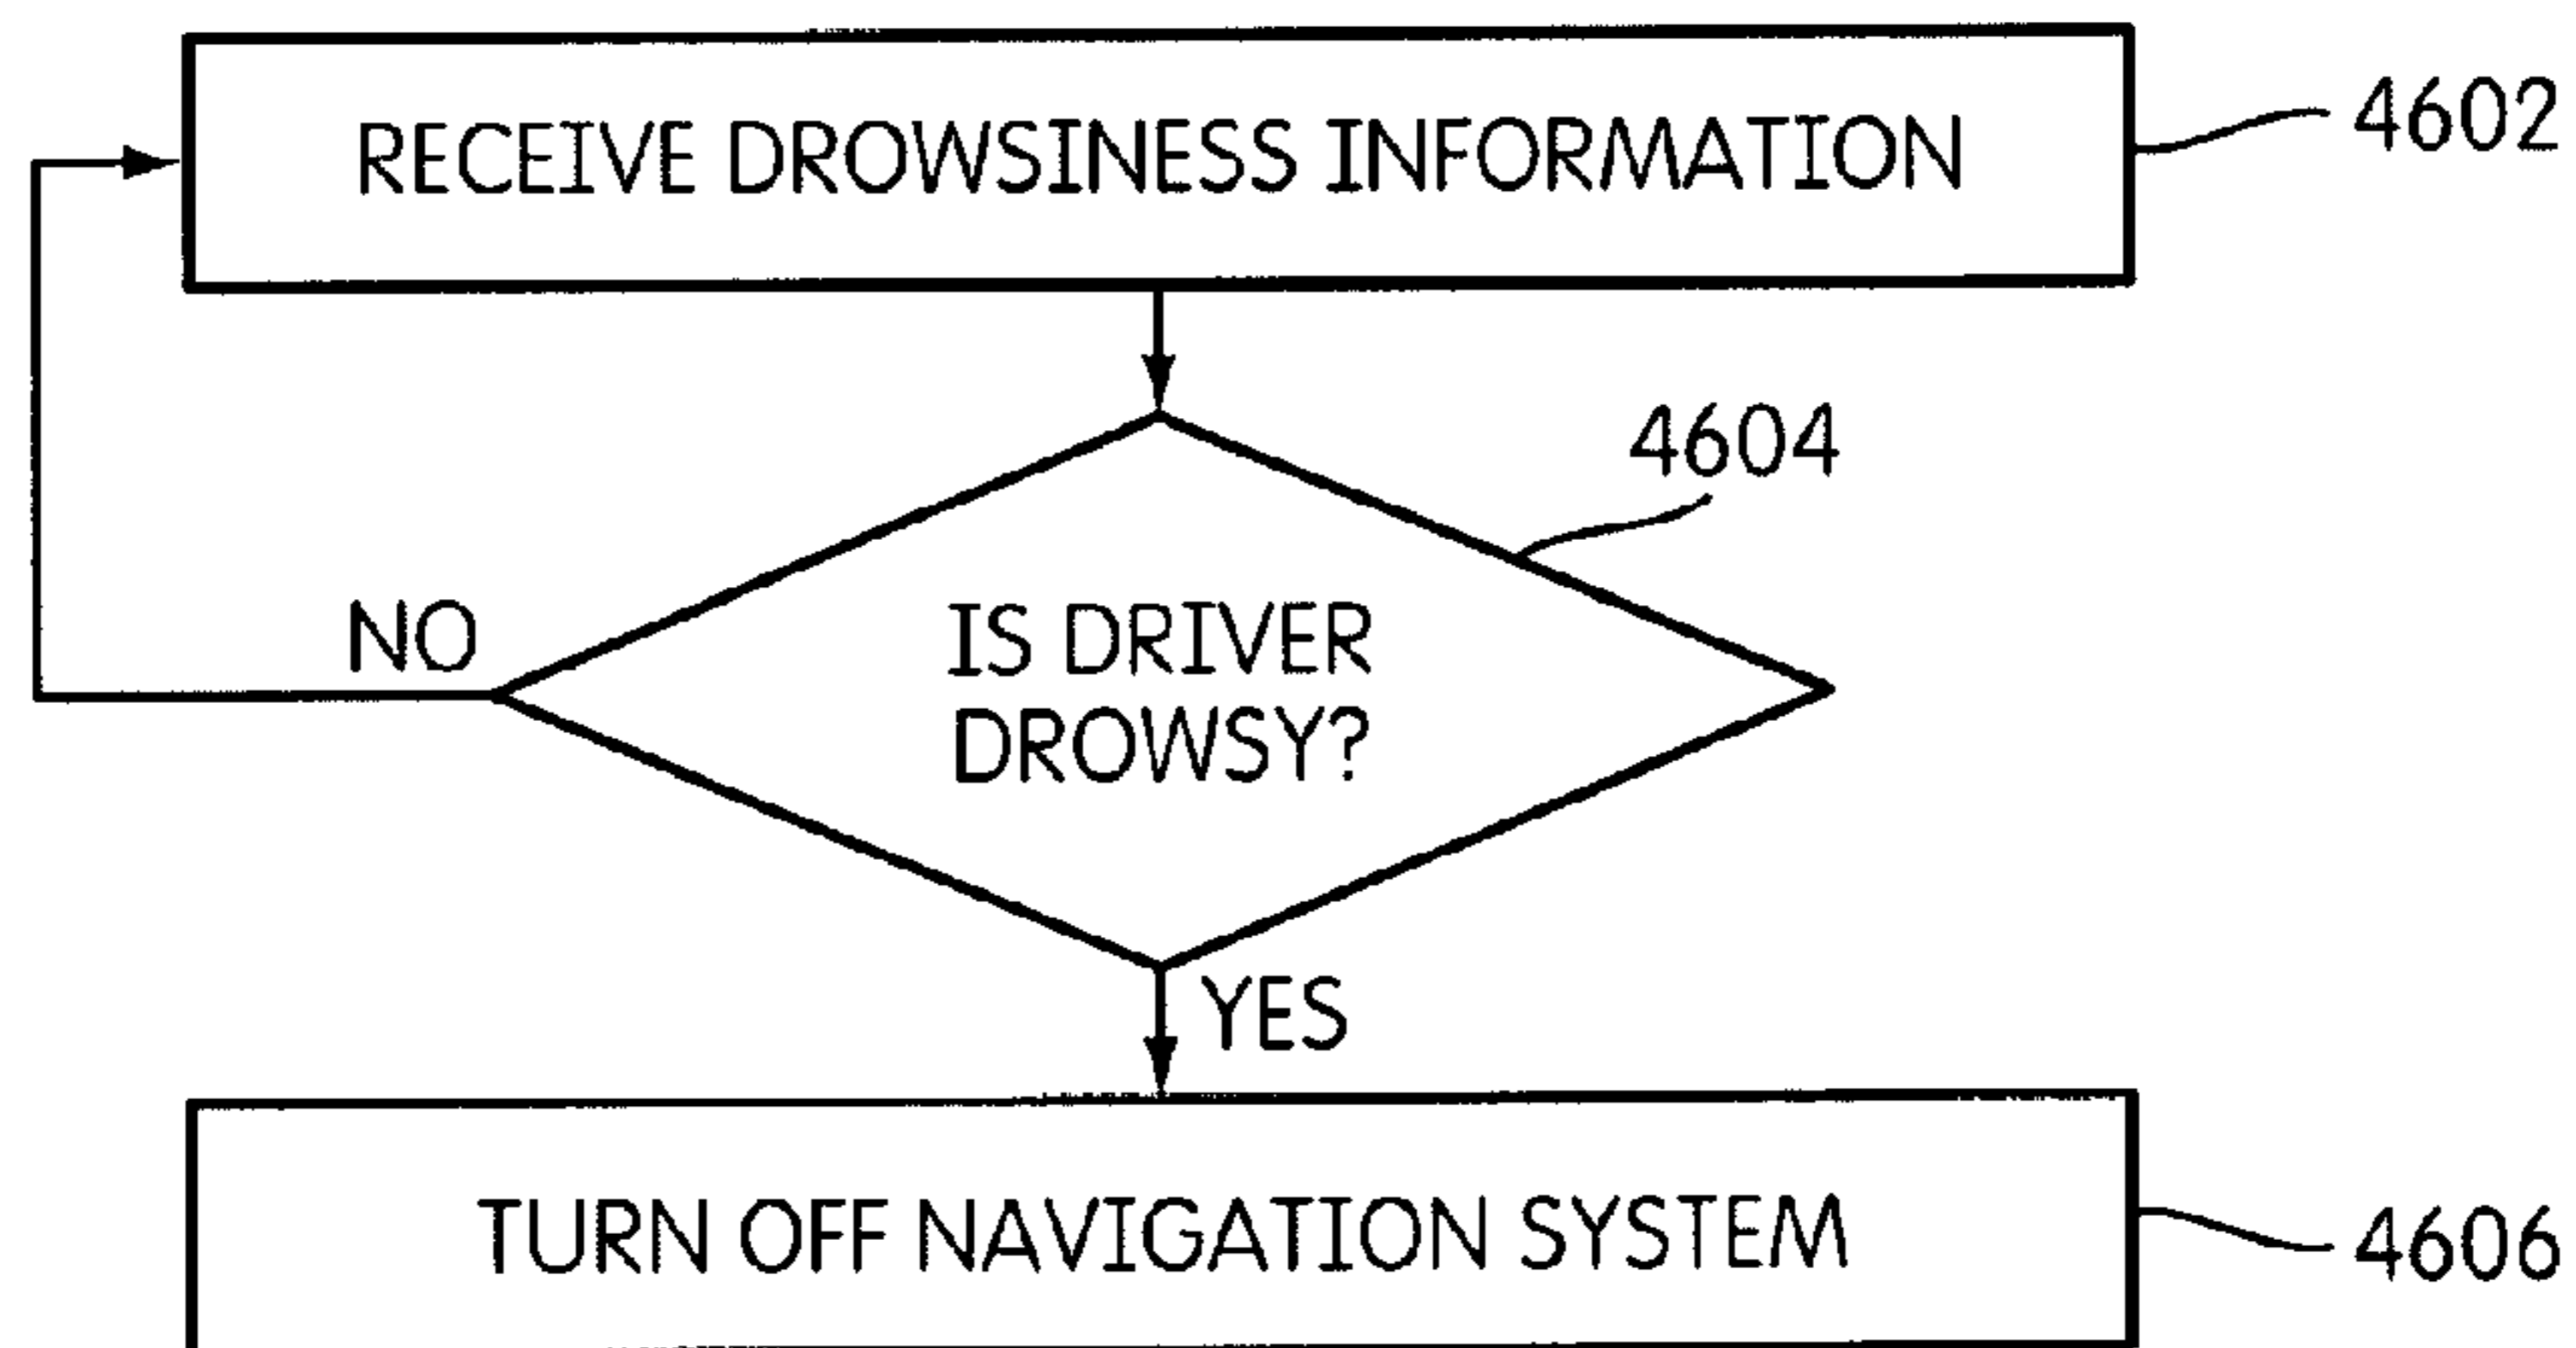 RECEIVE DROWSINESS INFORMATION
4602
4604
IS DRIVER
DROWSY?
NO
YES
TURN OFF NAVIGATION SYSTEM
4606